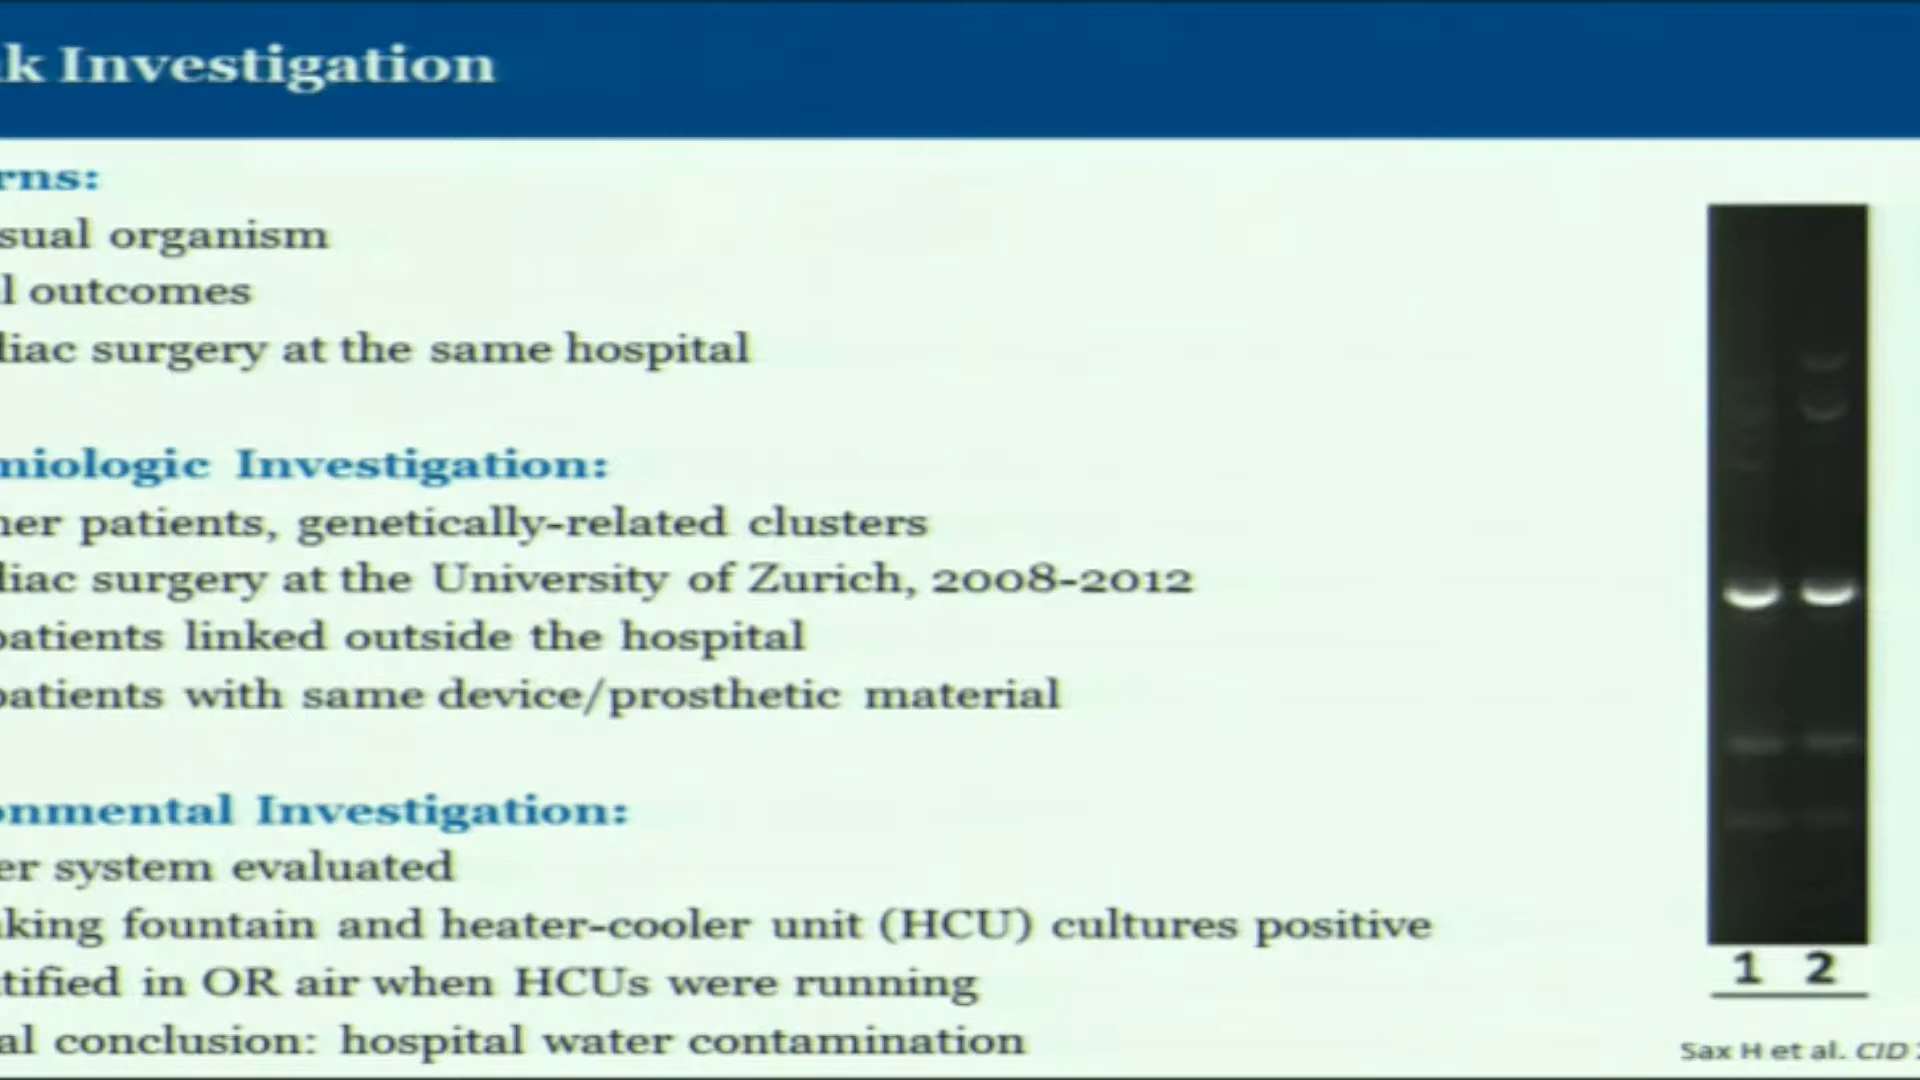 k Investigation
rns:
sual organism
l outcomes
liac surgery at the same hospital
miologic Investigation:
ner patients, genetically-related clusters
liac surgery at the University of Zurich, 2008-2012
patients linked outside the hospital
patients with same device/prosthetic material
onmental Investigation:
er system evaluated
king fountain and heater-cooler unit (HCU) cultures positive
tified in OR air when HCUs were running
al conclusion: hospital water contamination
1 2
Sax H et al. CID